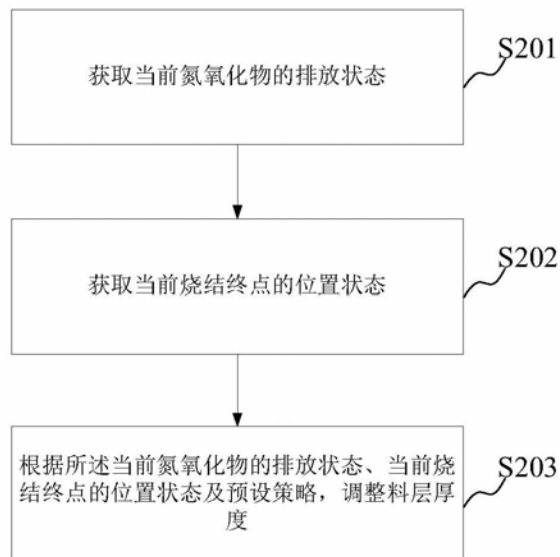 获取当前氮氧化物的排放状态
S201
获取当前烧结终点的位置状态
S202
根据所述当前氮氧化物的排放状态、当前烧
结终点的位置状态及预设策略，调整料层厚
度
S203